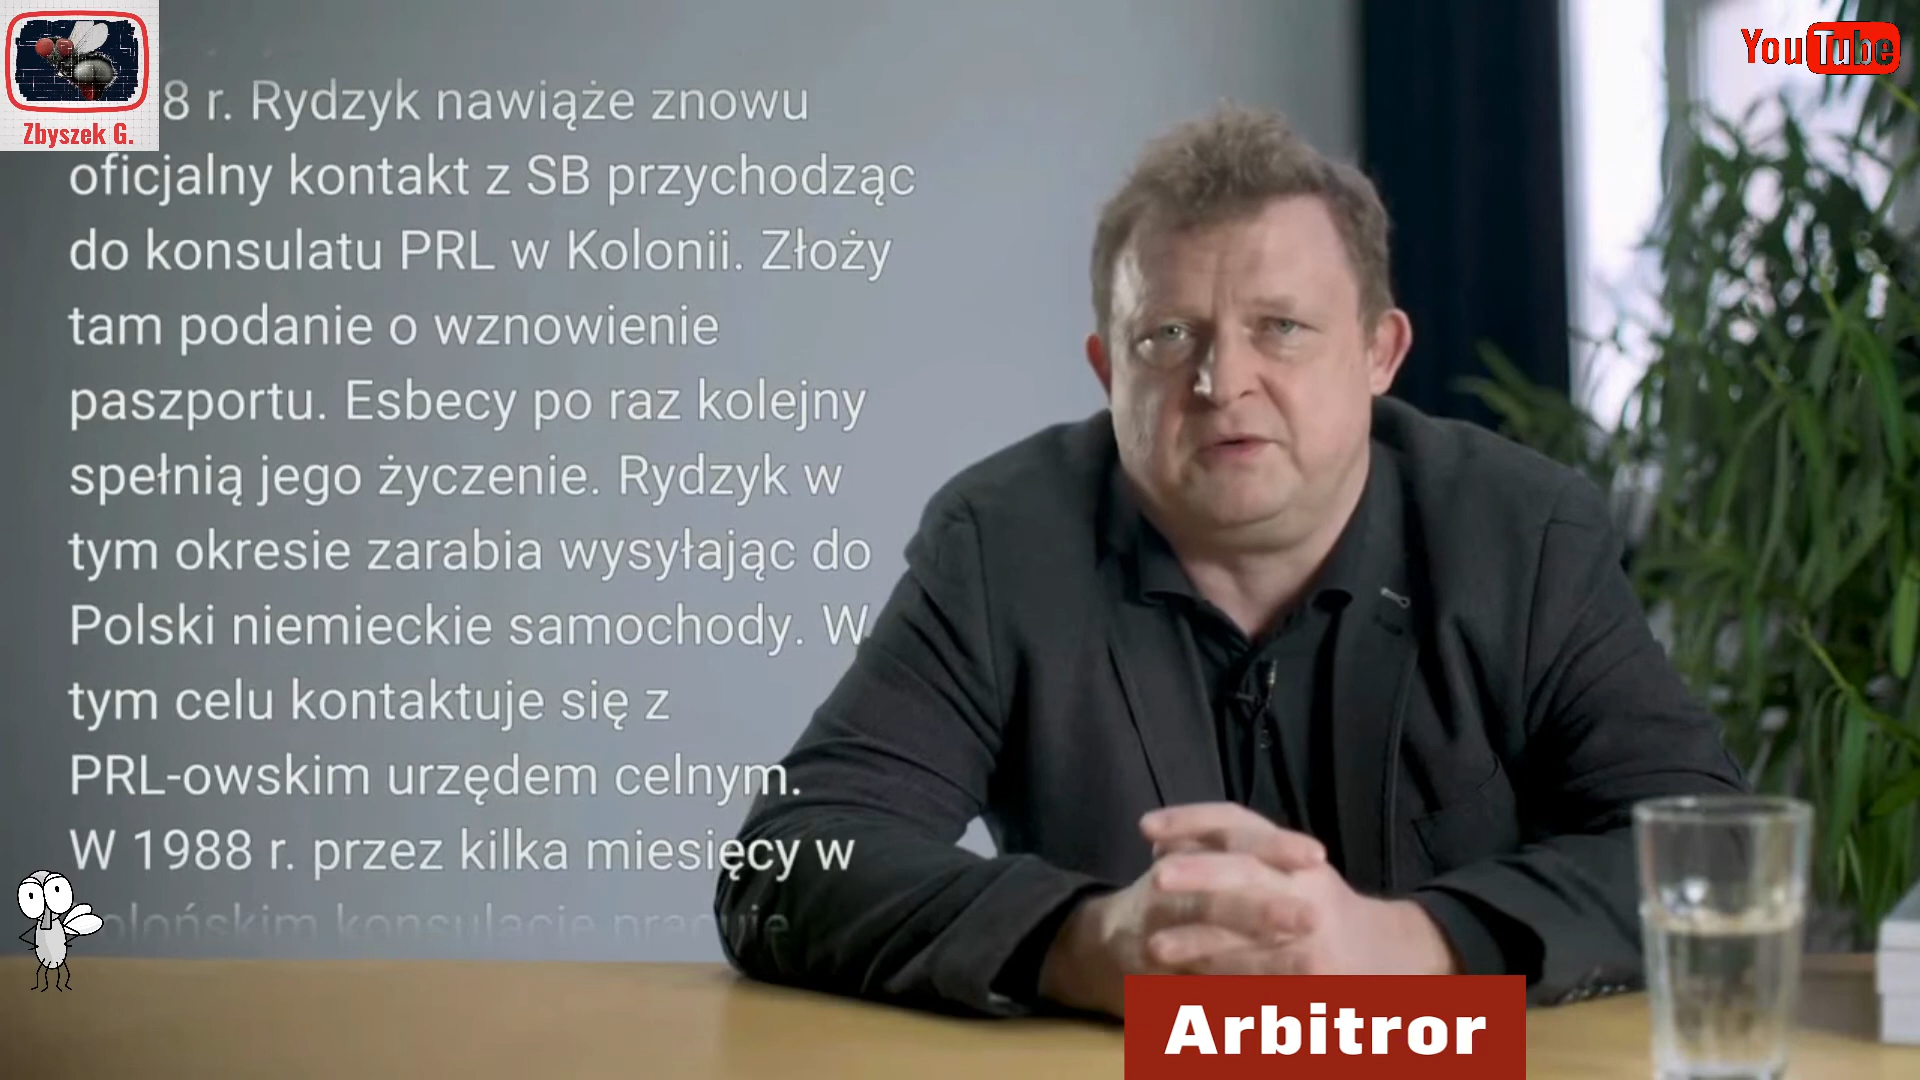 Zbyszek G.
YouTube
8 r. Rydzyk nawiąże znowu
oficjalny kontakt z SB przychodząc
do konsulatu PRL w Kolonii. Złoży
tam podanie o wznowienie
paszportu. Esbecy po raz kolejny
spełnią jego życzenie. Rydzyk w
tym okresie zarabia wysyłając do
Polski niemieckie samochody. W
tym celu kontaktuje się z
PRL-owskim urzędem celnym.
W 1988 r. przez kilka miesięcy w
Arbitror